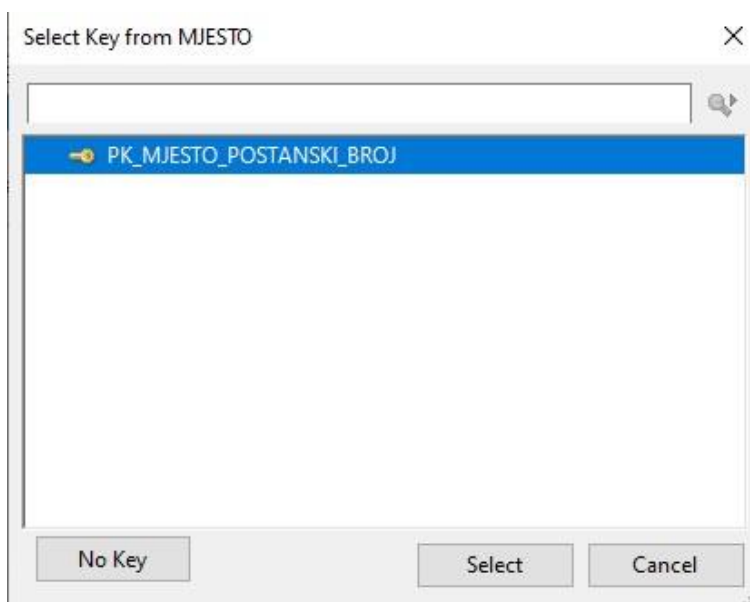 Select Key from MJESTO
PK_MJESTO_POSTANSKI_BROJ
No Key
Select
Cancel